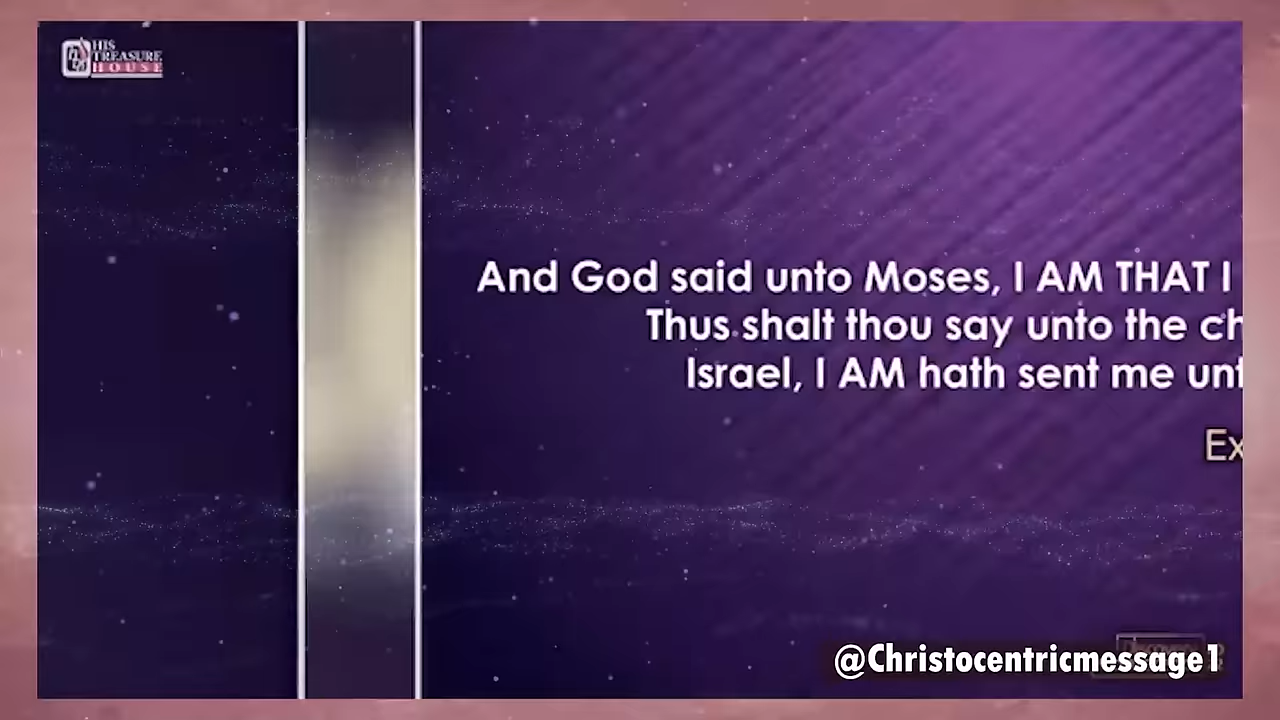 HIS
TREASURE
HOUSE
And God said unto Moses, I AM THAT I
Thus shalt thou say unto the ch
Israel, I AM hath sent me unt
Ex
@Christocentricmessage1